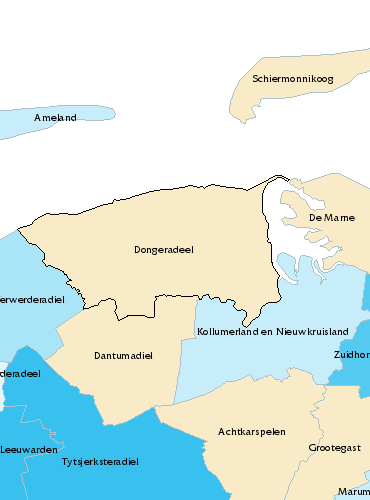 Schiermonnikoog
Ameland
De Marne
Dongeradeel
erwerderadiel
Kollumerland en Nieuwkruisland
Dantumadiel
Zuidhor
deradeel
Achtkarspelen
Leeuwarden
Grootegast
Tytsjerksteradiel
Marum